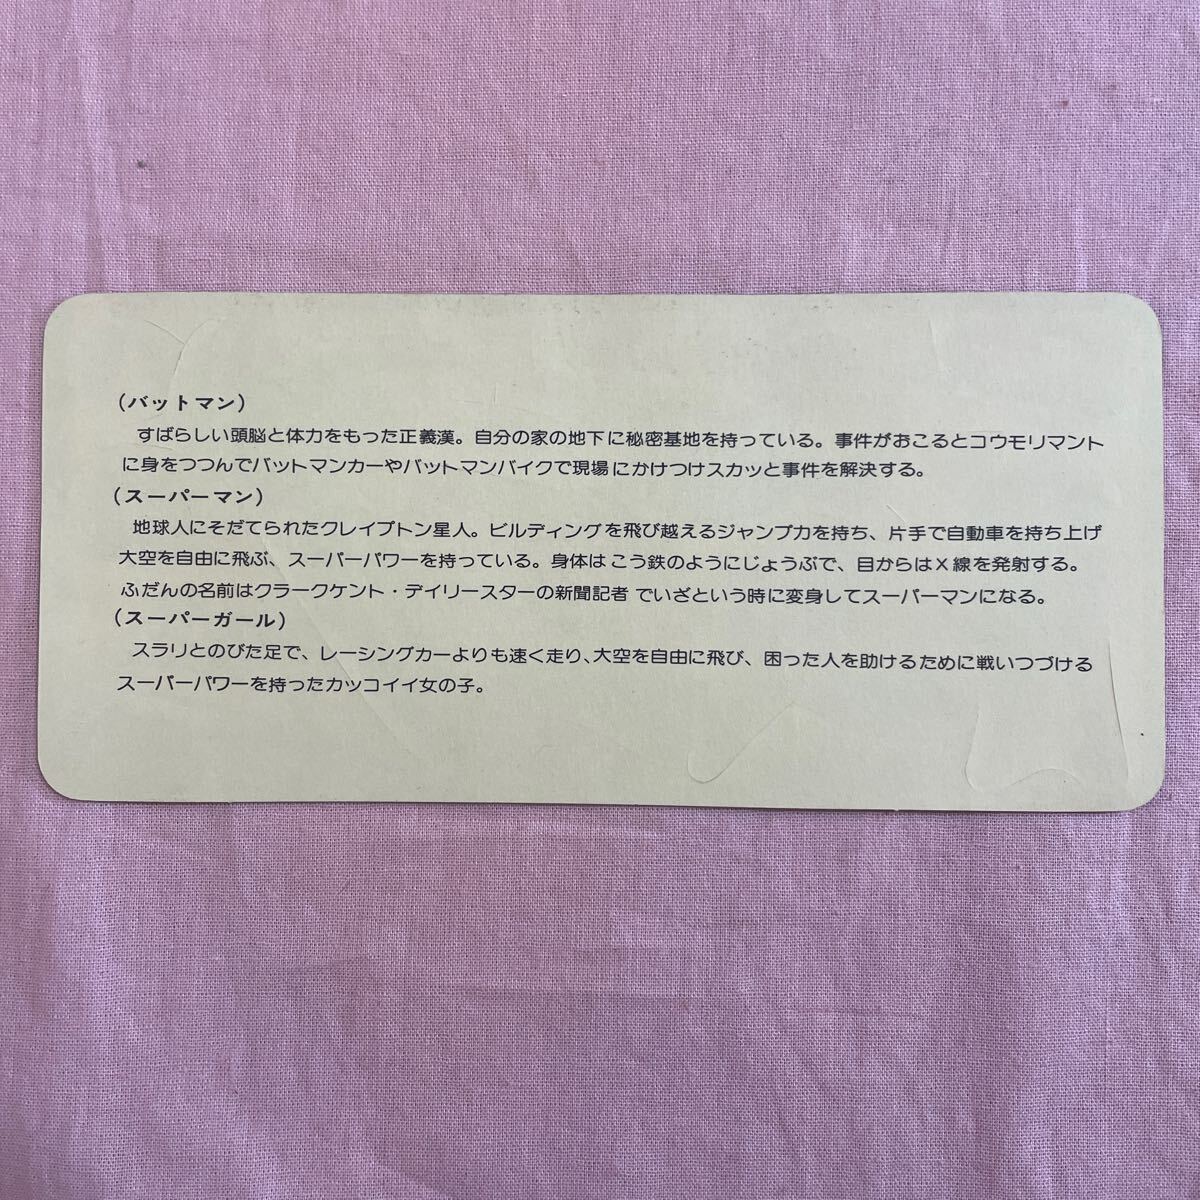 (バットマン)
すばらしい頭脳と体力をもった正義漢。自分の家の地下に秘密基地を持っている。事件がおこるとコウモリマント
に身をつつんでバットマンカーやバットマンバイクで現場にかけつけスカッと事件を解決する。
(スーパーマン)
地球人にそだてられたクレイプトン星人。ビルディングを飛び越えるジャンプ力を持ち、片手で自動車を持ち上げ
大空を自由に飛ぶ、スーパーパワーを持っている。身体はこう鉄のようにじょうぶで、目からはX線を発射する。
ふだんの名前はクラークケント・デイリースターの新聞記者でいざという時に変身してスーパーマンになる。
(スーパーガール)
スラリとのびた足で、レーシングカーよりも速く走り、大空を自由に飛び、困った人を助けるために戦いつづける
スーパーパワーを持ったカッコイイ女の子。